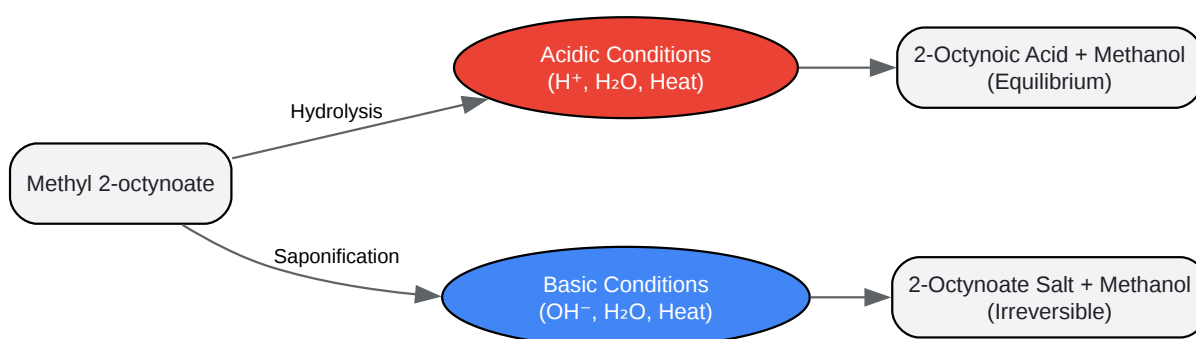 Methyl 2-octynoate
Hydrolysis
Acidic Conditions
(H⁺, H₂O, Heat)
2-Octynoic Acid + Methanol
(Equilibrium)
Saponification
Basic Conditions
(OH⁻, H₂O, Heat)
2-Octynoate Salt + Methanol
(Irreversible)